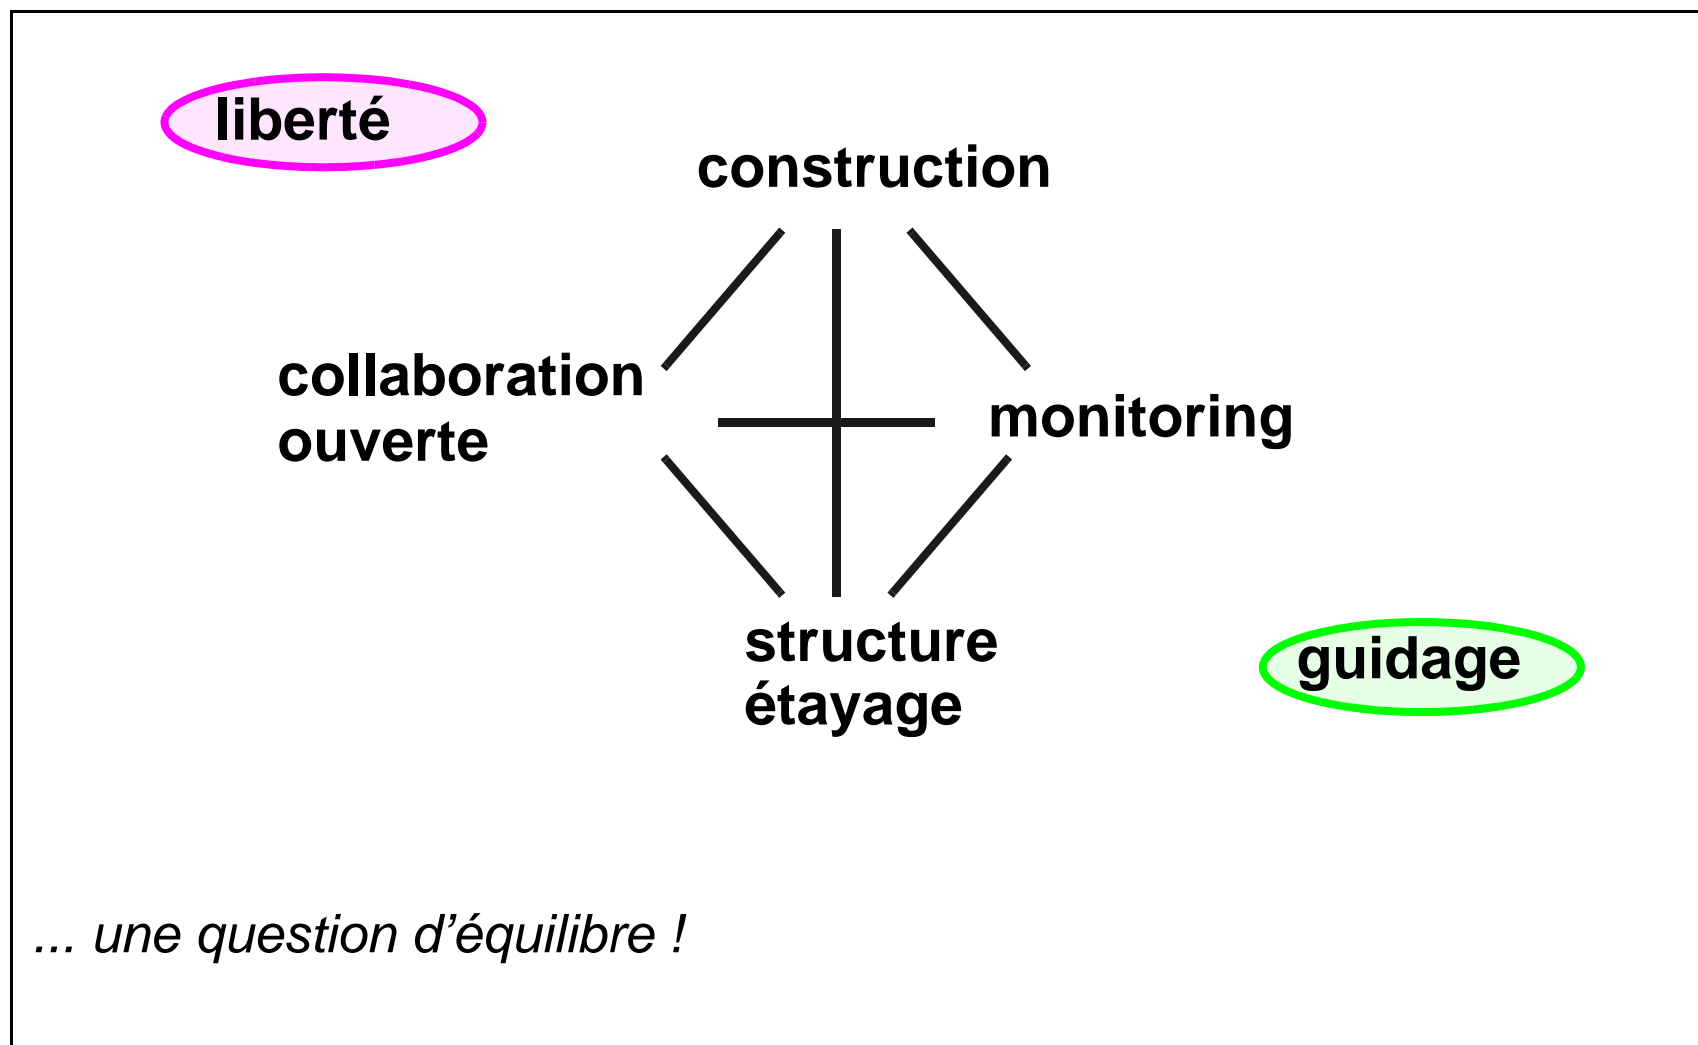 liberté
construction
collaboration
ouverte
monitoring
structure
étayage
guidage
... une question d’équilibre !